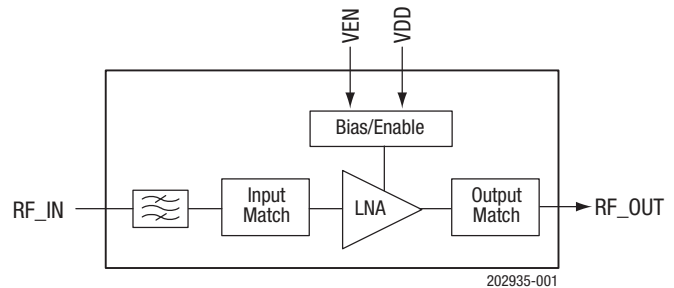 VEN
VDD
Bias/Enable
RF_IN
Input
Match
LNA
Output
Match
RF_OUT
202935-001